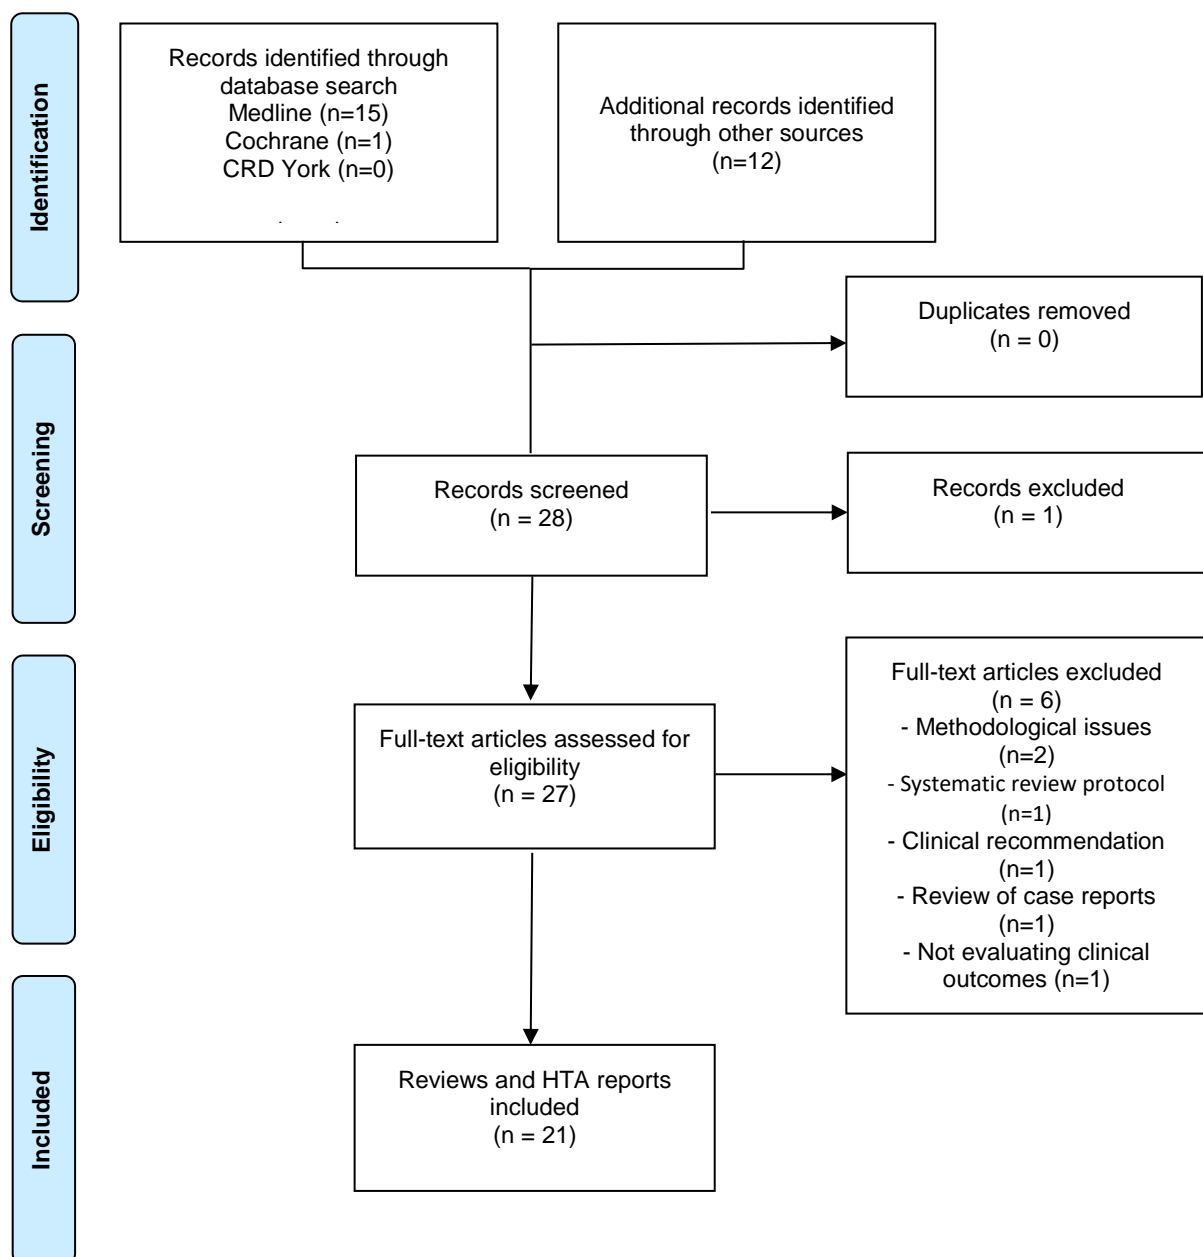 Identification
Records identified through
database search
Medline (n=15)
Cochrane (n=1)
CRD York (n=0)
Additional records identified
through other sources
(n=12)
Duplicates removed
(n = 0)
Screening
Records screened
(n = 28)
Records excluded
(n = 1)
Eligibility
Full-text articles assessed for
eligibility
(n = 27)
Full-text articles excluded
(n = 6)
- Methodological issues
(n=2)
- Systematic review protocol
(n=1)
- Clinical recommendation
(n=1)
- Review of case reports
(n=1)
- Not evaluating clinical
outcomes (n=1)
Included
Reviews and HTA reports
included
(n = 21)